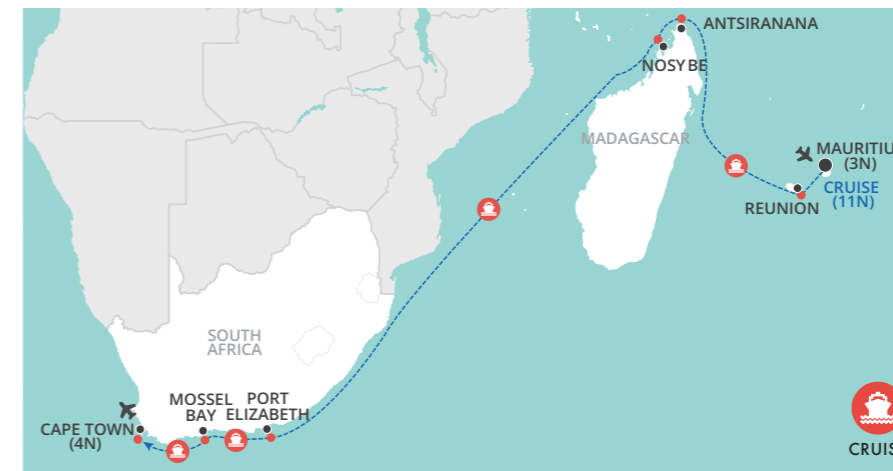 ANTSIRANANA
NOSY BE
MADAGASCAR
MAURITIU
(3N)
CRUISE
(11N)
REUNION
SOUTH
AFRICA
MOSSEL
BAY
PORT
ELIZABETH
CAPE TOWN
(4N)
CRUIS